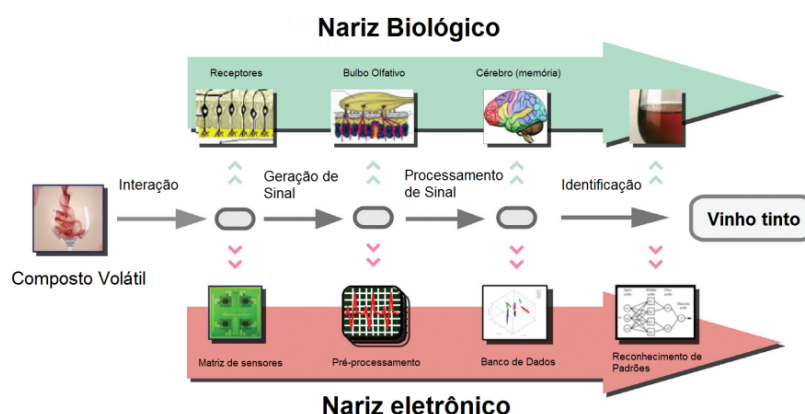 Nariz Biológico
Receptores
Bulbo Olfativo
Cérebro (memória)
Interação
Geração de
Sinal
Processamento
de Sinal
Identificação
Vinho tinto
Composto Volátil
Matriz de sensores
Pré-processamento
Banco de Dados
Reconhecimento de
Padrões
Nariz eletrônico